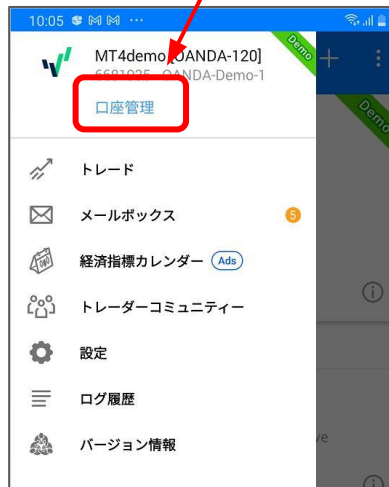 10:05
Demo
MT4demo [OANDA-120]
OANDA-Demo-1
口座管理
Demo
トレード
メールボックス
5
経済指標カレンダー Ads
トレーダーコミュニティー
設定
ログ履歴
バージョン情報